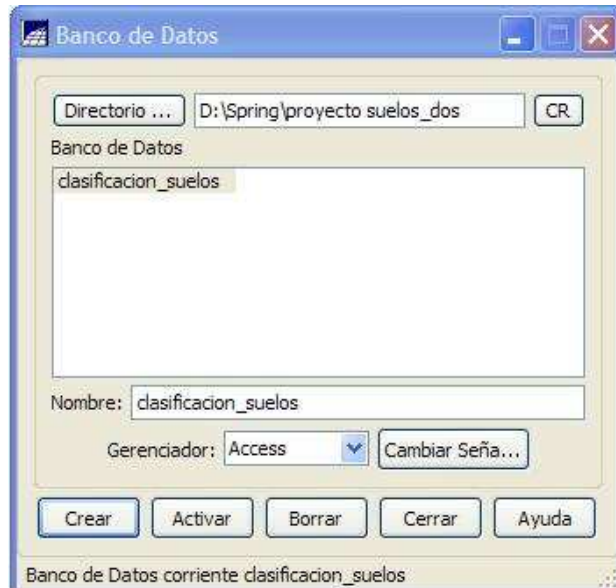 Banco de Datos
Directorio ... D:\Spring\proyecto suelos_dos CR
Banco de Datos
clasificacion_suelos
Nombre: clasificacion_suelos
Gerenciador: Access Cambiar Seña...
Crear Activar Borrar Cerrar Ayuda
Banco de Datos corriente clasificacion_suelos